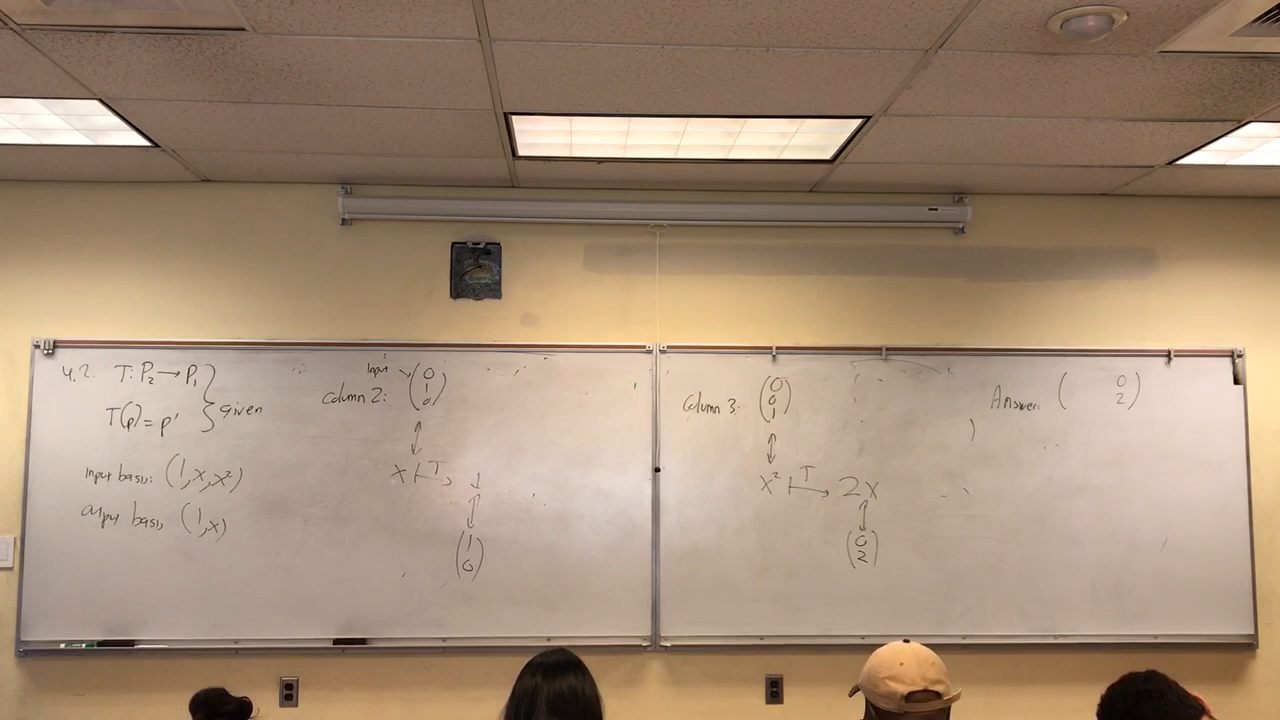 4.2. T: P₂ → P₁ } given
T(p) = p'
input basis: (1, x, x²)
output basis (1, x)
Input
Column 2: (0 1 0)
↕
x ↦ᵀ 1
↕
(1 0)
Column 3: (0 0 1)
↕
x² ↦ᵀ 2x
↕
(0 2)
Answer: ( 0 2 )